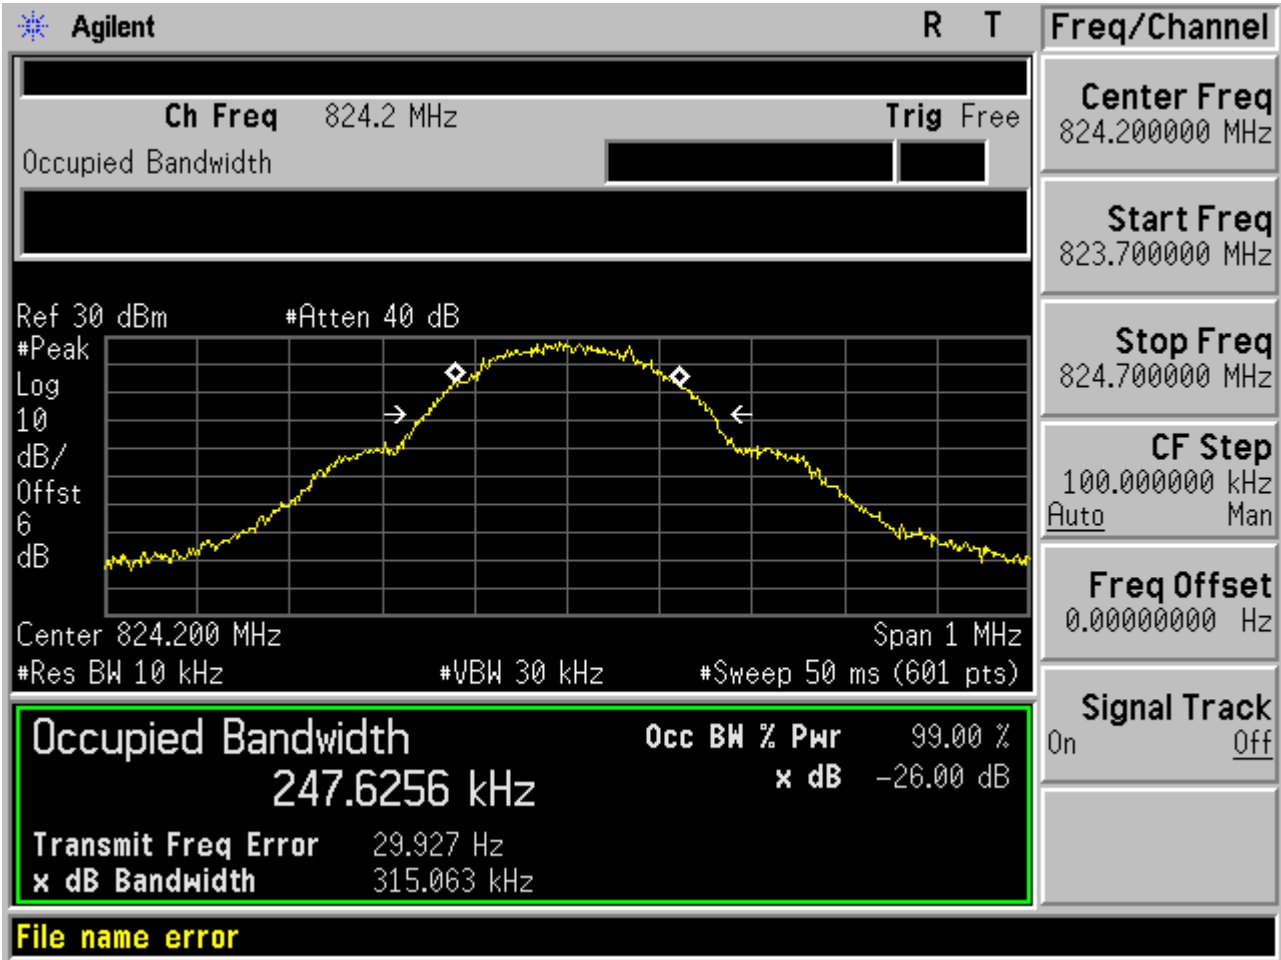 Agilent R T
Ch Freq 824.2 MHz Trig Free
Occupied Bandwidth
Ref 30 dBm #Atten 40 dB
#Peak
Log
10
dB/
Offst
6
dB
Center 824.200 MHz Span 1 MHz
#Res BW 10 kHz #VBW 30 kHz #Sweep 50 ms (601 pts)
Occupied Bandwidth
247.6256 kHz
Occ BW % Pwr 99.00 %
x dB -26.00 dB
Transmit Freq Error 29.927 Hz
x dB Bandwidth 315.063 kHz
File name error
Freq/Channel
Center Freq
824.200000 MHz
Start Freq
823.700000 MHz
Stop Freq
824.700000 MHz
CF Step
100.000000 kHz
Auto Man
Freq Offset
0.00000000 Hz
Signal Track
On Off